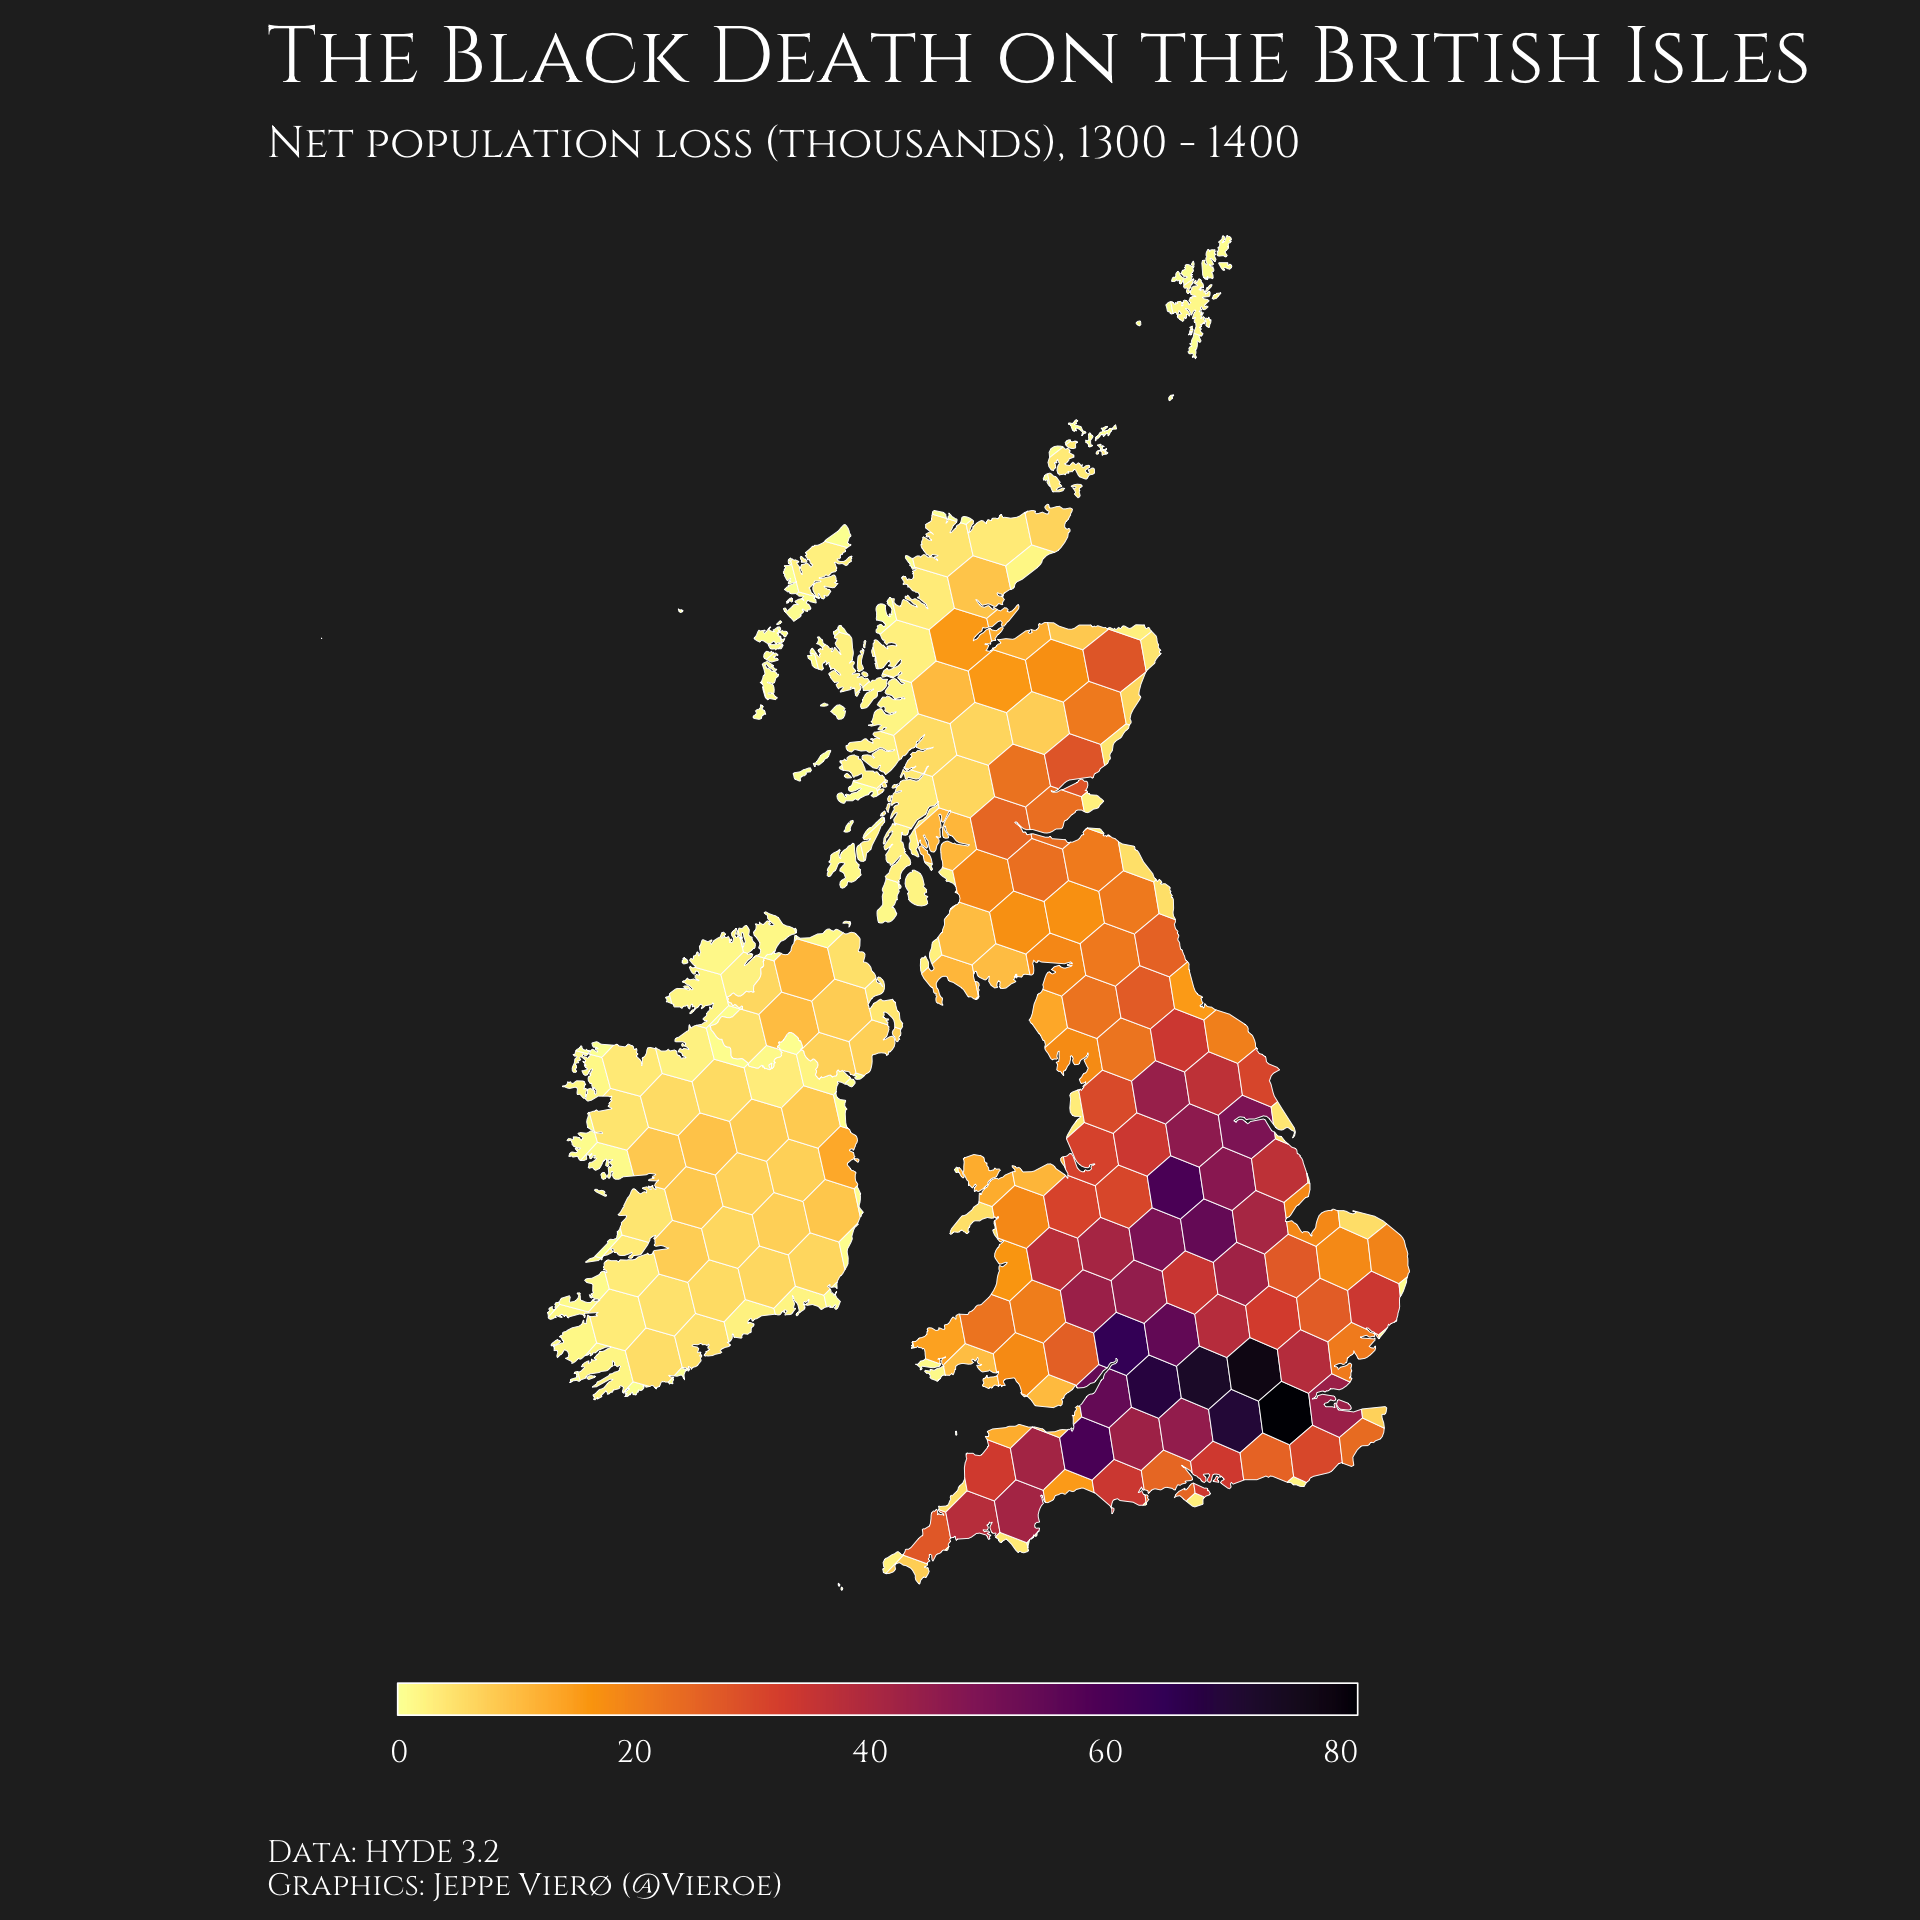 The Black Death on the British Isles
Net population loss (thousands), 1300 - 1400
0 20 40 60 80
Data: HYDE 3.2
Graphics: Jeppe Vierø (@Vieroe)